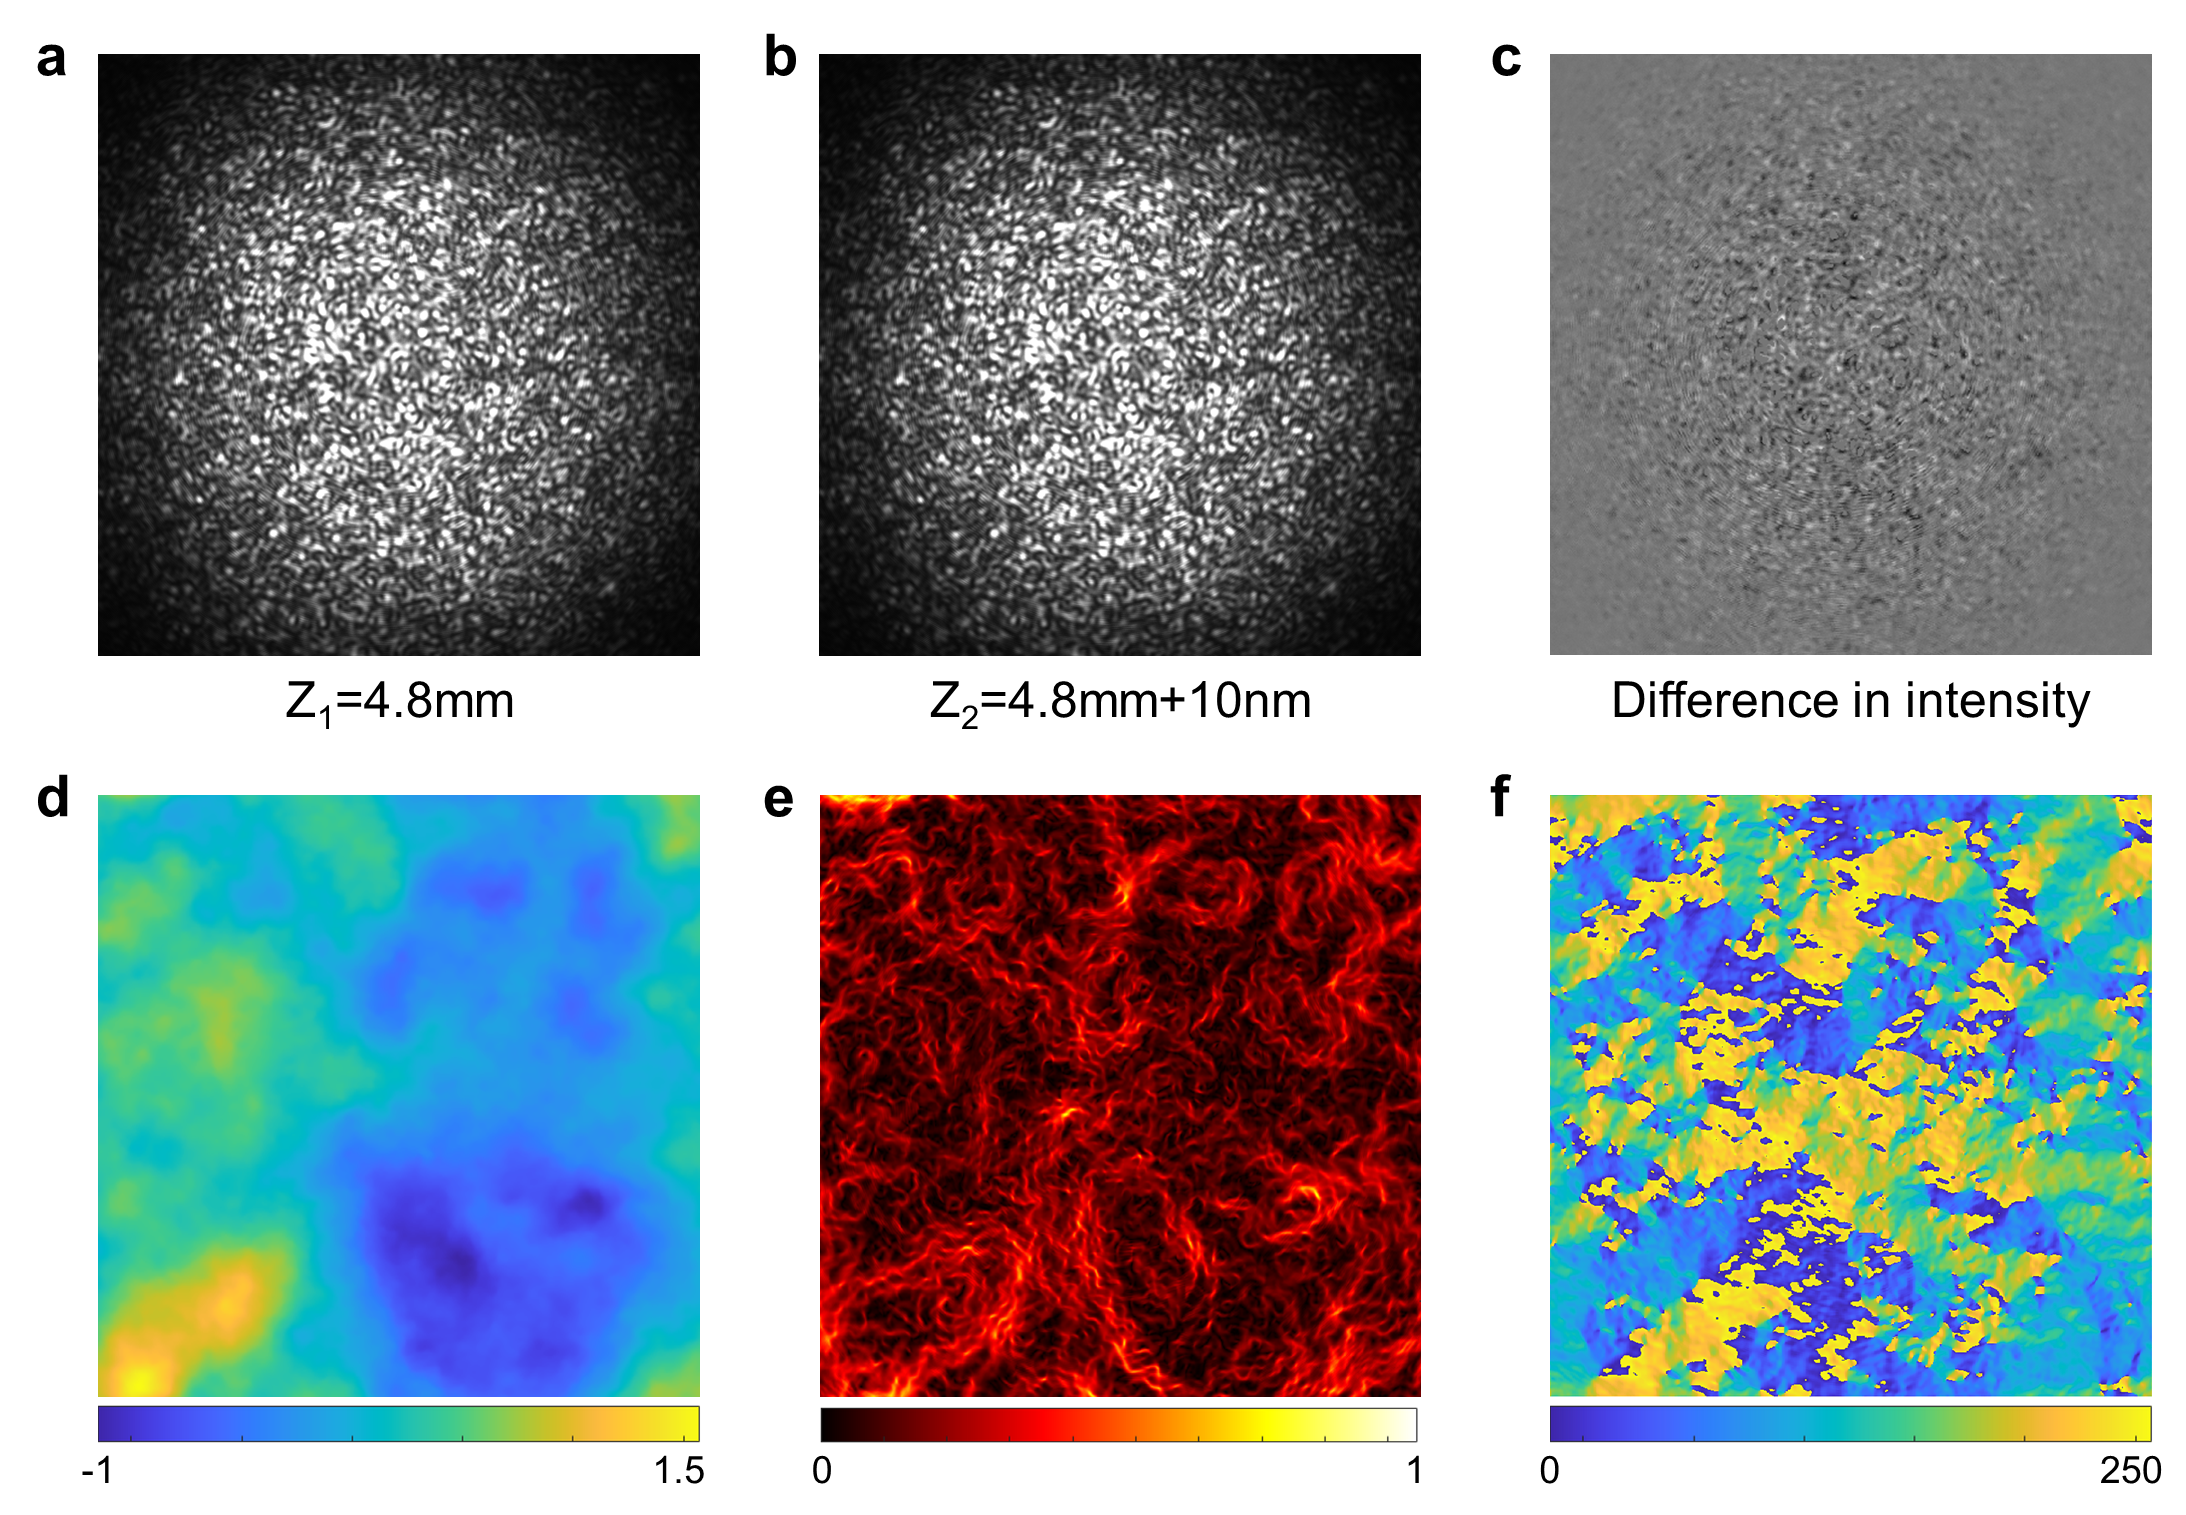 a b c
Z1=4.8mm Z2=4.8mm+10nm Difference in intensity
d e f
-1 1.5 0 1 0 250